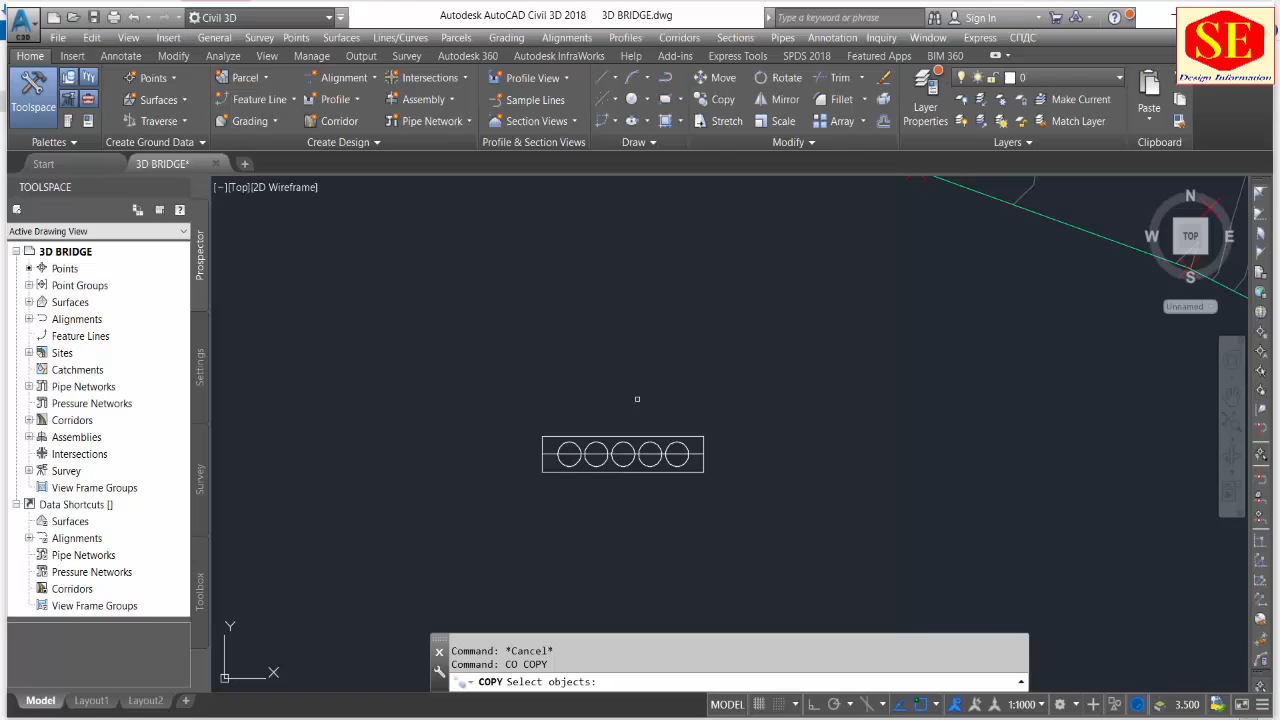 Civil 3D
Autodesk AutoCAD Civil 3D 2018 3D BRIDGE.dwg
Type a keyword or phrase
Sign In
SE
Design Information
File Edit View Insert General Survey Points Surfaces Lines/Curves Parcels Grading Alignments Profiles Corridors Sections Pipes Annotation Inquiry Window Express СПДС
Home Insert Annotate Modify Analyze View Manage Output Survey Autodesk 360 Autodesk InfraWorks Help Add-ins Express Tools SPDS 2018 Featured Apps BIM 360
Points Parcel Alignment Intersections Profile View Move Rotate Trim
0
Toolspace
Surfaces Feature Line Profile Assembly Sample Lines Copy Mirror Fillet
Layer Properties
Make Current
Paste
Traverse Grading Corridor Pipe Network Section Views Stretch Scale Array Match Layer
Palettes Create Ground Data Create Design Profile & Section Views Draw Modify Layers Clipboard
Start 3D BRIDGE*
TOOLSPACE
[−][Top][2D Wireframe]
N
W TOP E
S
Unnamed
Active Drawing View
3D BRIDGE
Points
Point Groups
Surfaces
Alignments
Feature Lines
Sites
Catchments
Pipe Networks
Pressure Networks
Corridors
Assemblies
Intersections
Survey
View Frame Groups
Data Shortcuts []
Surfaces
Alignments
Pipe Networks
Pressure Networks
Corridors
View Frame Groups
Prospector
Settings
Survey
Toolbox
Y
X
Command: *Cancel*
Command: CO COPY
COPY Select objects:
Model Layout1 Layout2 +
MODEL
1:1000
3.500